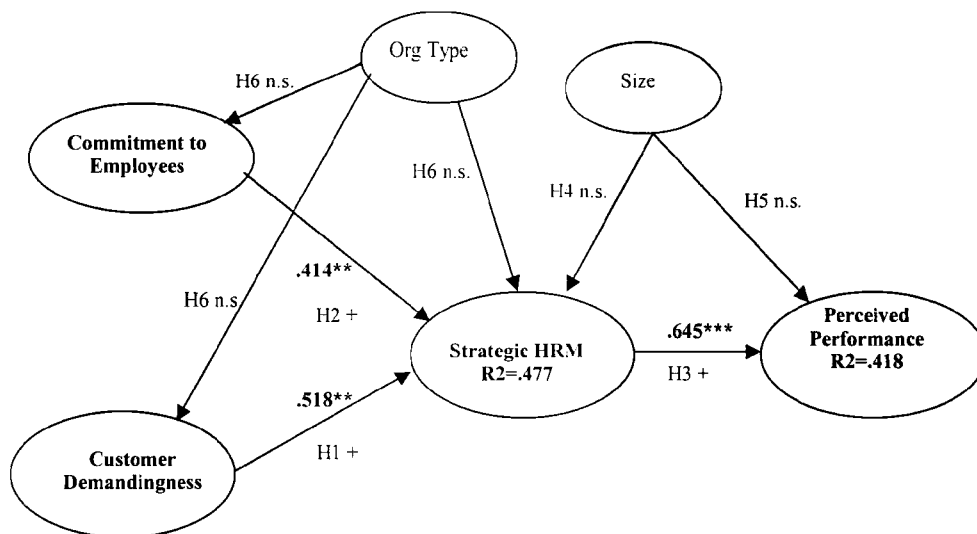 Org Type
Size
H6 n.s.
Commitment to
Employees
H6 n.s.
H4 n.s.
H5 n.s.
.414**
H6 n.s.
H2 +
Strategic HRM
R2=.477
.645***
H3 +
Perceived
Performance
R2=.418
.518**
H1 +
Customer
Demandingness